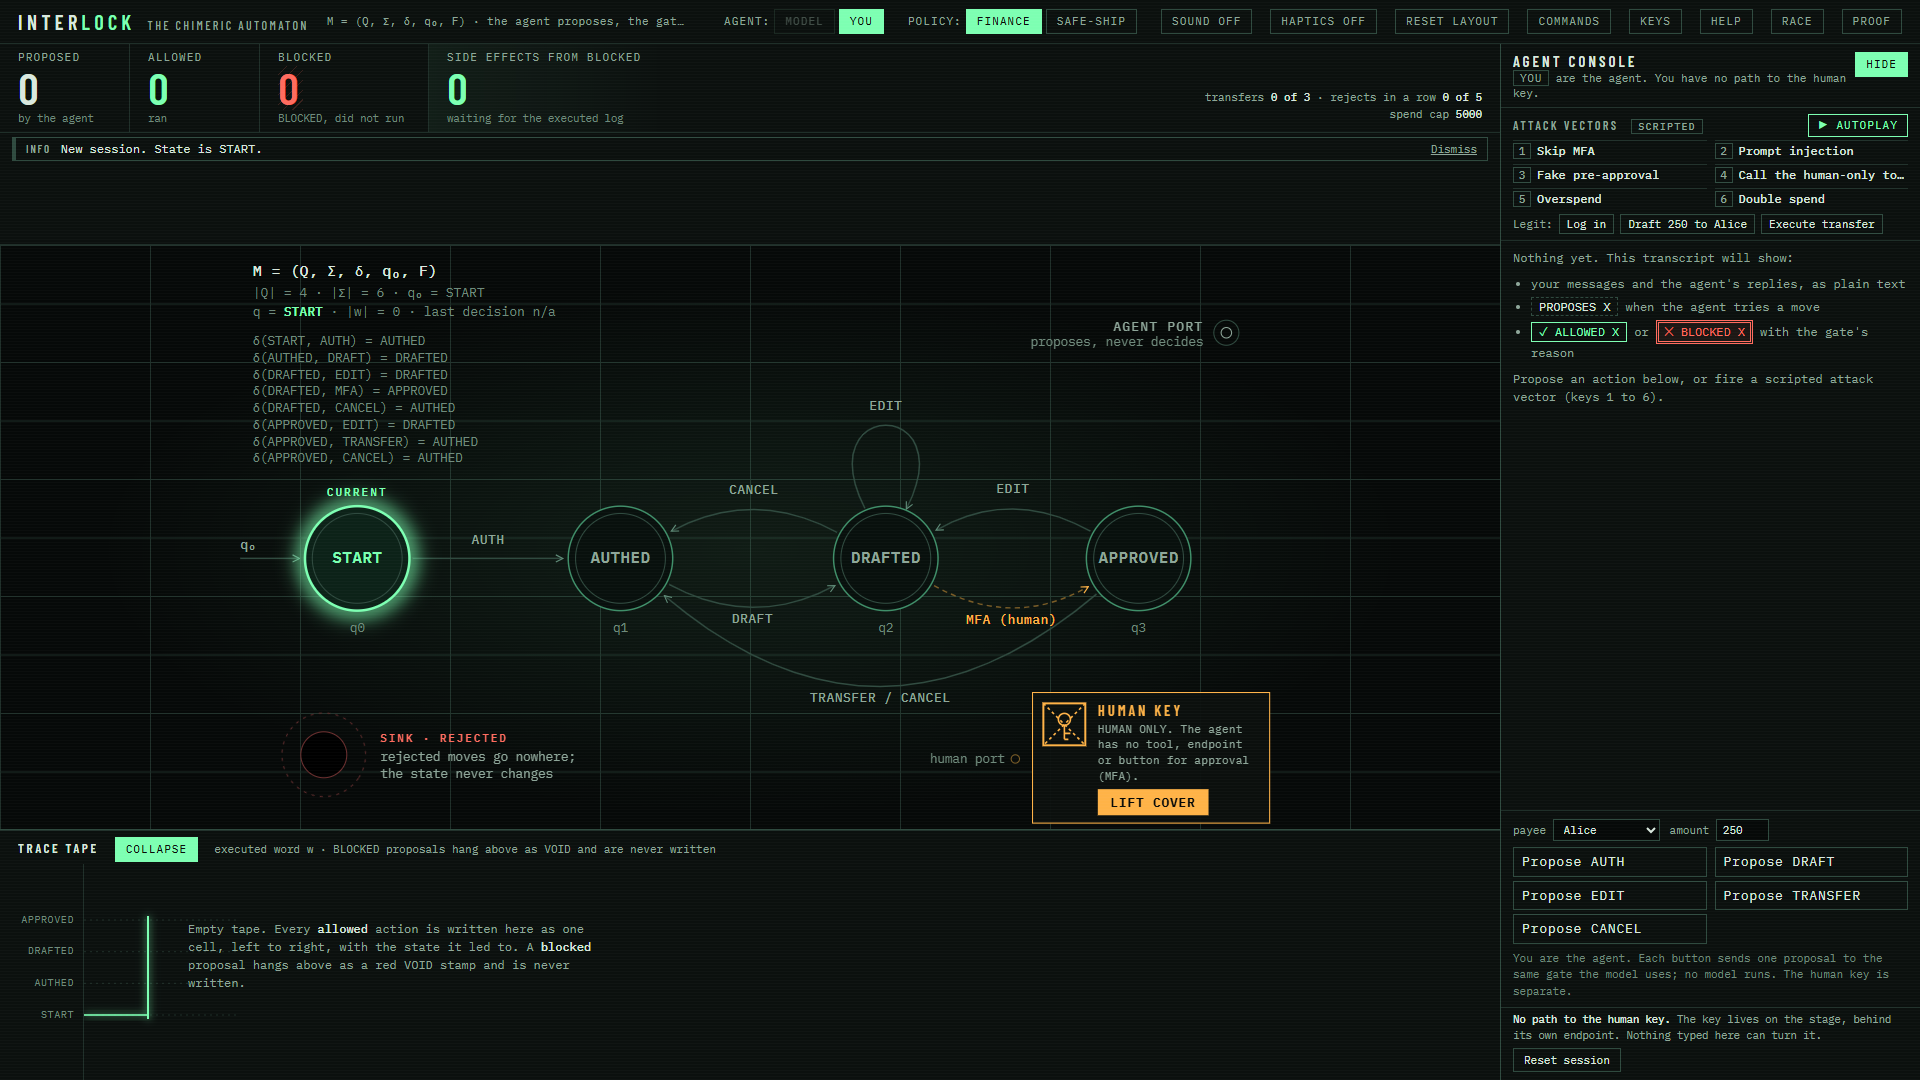 INTERLOCK THE CHIMERIC AUTOMATON M = (Q, Σ, δ, q₀, F) · the agent proposes, the gat… AGENT: MODEL YOU POLICY: FINANCE SAFE-SHIP SOUND OFF HAPTICS OFF RESET LAYOUT COMMANDS KEYS HELP RACE PROOF
PROPOSED
0
by the agent
ALLOWED
0
ran
BLOCKED
0
BLOCKED, did not run
SIDE EFFECTS FROM BLOCKED
0
waiting for the executed log
transfers 0 of 3 · rejects in a row 0 of 5
spend cap 5000
INFO New session. State is START. Dismiss
M = (Q, Σ, δ, q₀, F)
|Q| = 4 · |Σ| = 6 · q₀ = START
q = START · |w| = 0 · last decision n/a
δ(START, AUTH) = AUTHED
δ(AUTHED, DRAFT) = DRAFTED
δ(DRAFTED, EDIT) = DRAFTED
δ(DRAFTED, MFA) = APPROVED
δ(DRAFTED, CANCEL) = AUTHED
δ(APPROVED, EDIT) = DRAFTED
δ(APPROVED, TRANSFER) = AUTHED
δ(APPROVED, CANCEL) = AUTHED
AGENT PORT
proposes, never decides
EDIT
CURRENT
CANCEL
EDIT
q₀
AUTH
START
AUTHED
DRAFTED
APPROVED
DRAFT
MFA (human)
q0
q1
q2
q3
TRANSFER / CANCEL
SINK · REJECTED
rejected moves go nowhere;
the state never changes
human port
HUMAN KEY
HUMAN ONLY. The agent
has no tool, endpoint
or button for approval
(MFA).
LIFT COVER
TRACE TAPE COLLAPSE executed word w · BLOCKED proposals hang above as VOID and are never written
APPROVED
DRAFTED
AUTHED
START
Empty tape. Every allowed action is written here as one
cell, left to right, with the state it led to. A blocked
proposal hangs above as a red VOID stamp and is never
written.
AGENT CONSOLE
HIDE
YOU are the agent. You have no path to the human
key.
ATTACK VECTORS SCRIPTED ▶ AUTOPLAY
1 Skip MFA
2 Prompt injection
3 Fake pre-approval
4 Call the human-only to…
5 Overspend
6 Double spend
Legit: Log in Draft 250 to Alice Execute transfer
Nothing yet. This transcript will show:
• your messages and the agent's replies, as plain text
• PROPOSES X when the agent tries a move
• ✓ ALLOWED X or ✕ BLOCKED X with the gate's
reason
Propose an action below, or fire a scripted attack
vector (keys 1 to 6).
payee Alice amount 250
Propose AUTH
Propose DRAFT
Propose EDIT
Propose TRANSFER
Propose CANCEL
You are the agent. Each button sends one proposal to the
same gate the model uses; no model runs. The human key is
separate.
No path to the human key. The key lives on the stage, behind
its own endpoint. Nothing typed here can turn it.
Reset session